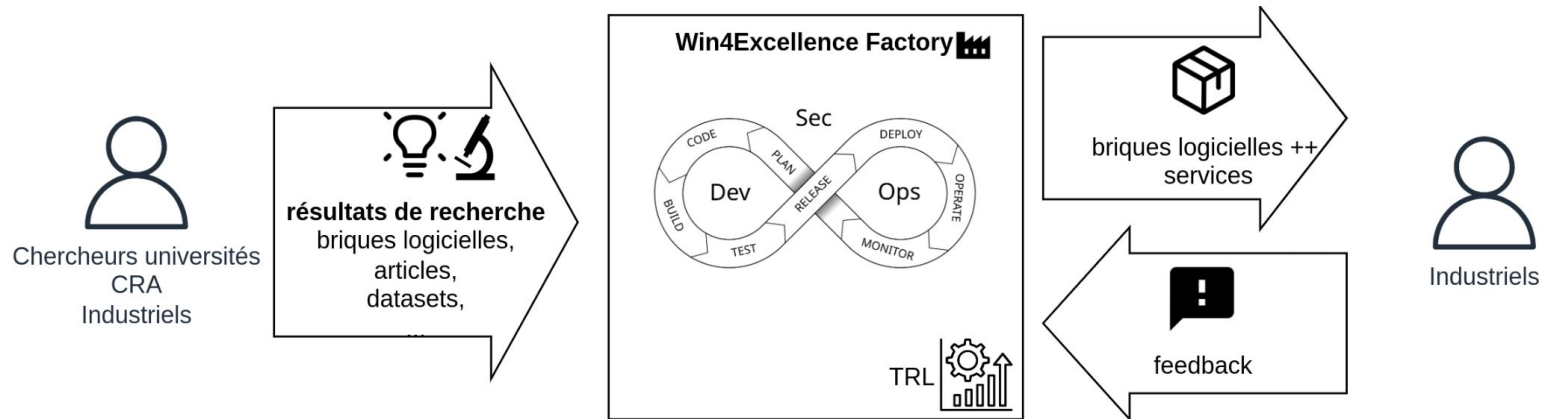 Chercheurs universités
CRA
Industriels
résultats de recherche
briques logicielles,
articles,
datasets,
...
Win4Excellence Factory
Sec
Dev
Ops
PLAN
CODE
BUILD
TEST
RELEASE
DEPLOY
OPERATE
MONITOR
TRL
briques logicielles ++
services
feedback
Industriels